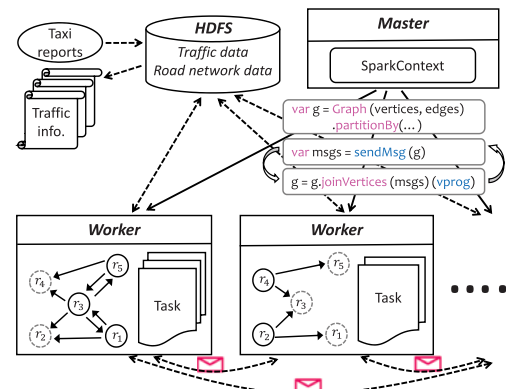 Taxi
reports
HDFS
Traffic data
Road network data
Master
SparkContext
Traffic
info.
var g = Graph (vertices, edges)
.partitionBy(...)
var msgs = sendMsg (g)
g = g.joinVertices (msgs) (vprog)
Worker
r4
r5
r3
r2
r1
Task
Worker
r4
r5
r3
r2
r1
Task